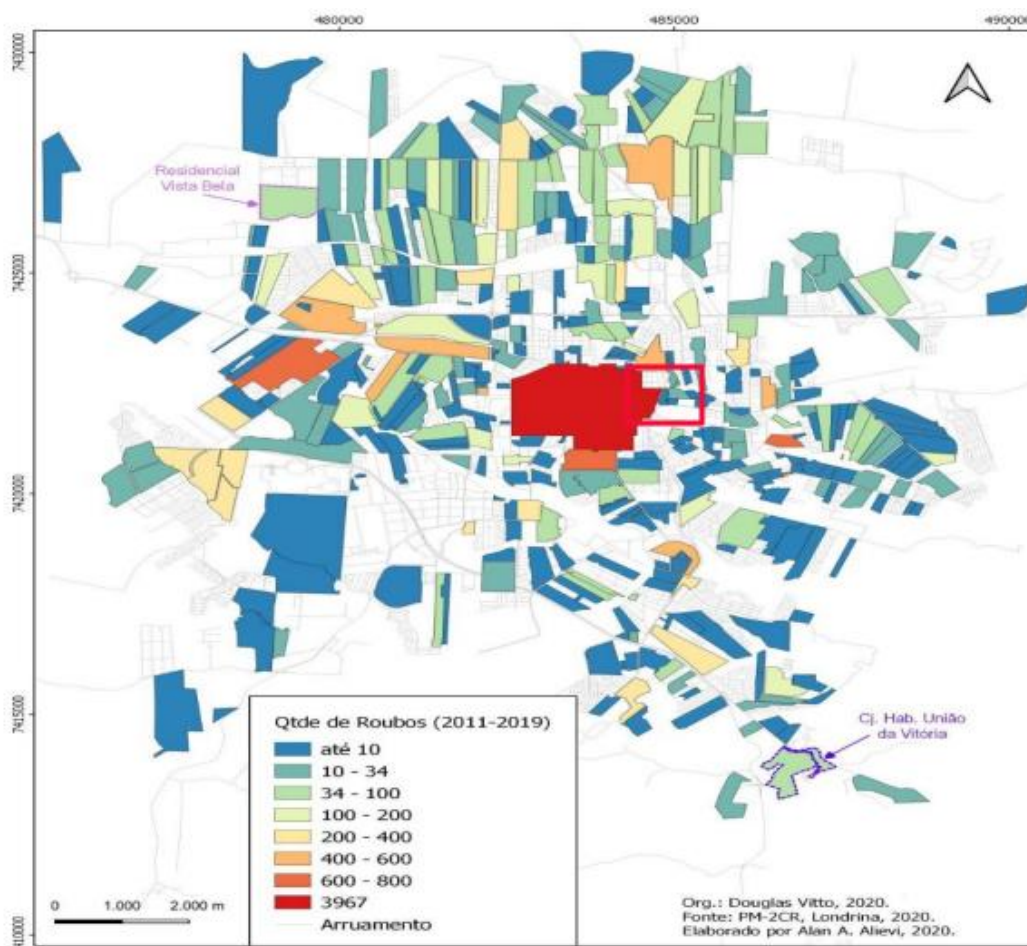 480000
485000
490000
7430000
7425000
7420000
7415000
7410000
Residencial
Vista Bela
Cj. Hab. União
da Vitória
Qtde de Roubos (2011-2019)
até 10
10 - 34
34 - 100
100 - 200
200 - 400
400 - 600
600 - 800
3967
Arruamento
0 1.000 2.000 m
Org.: Douglas Vitto, 2020.
Fonte: PM-2CR, Londrina, 2020.
Elaborado por Alan A. Alievi, 2020.